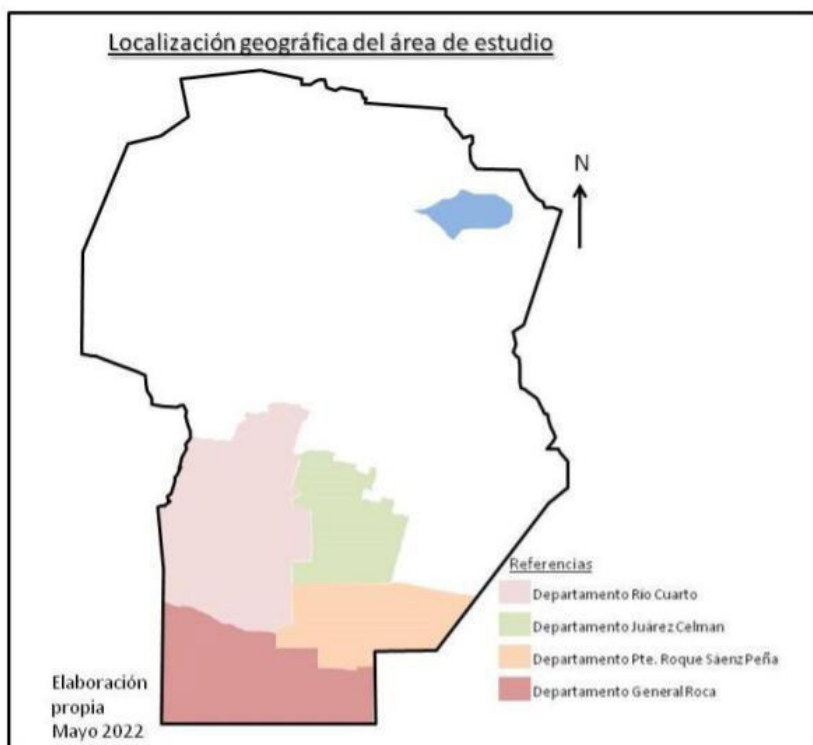 Localización geográfica del área de estudio
N
Referencias
Departamento Río Cuarto
Departamento Juárez Celman
Departamento Pte. Roque Sáenz Peña
Departamento General Roca
Elaboración
propia
Mayo 2022